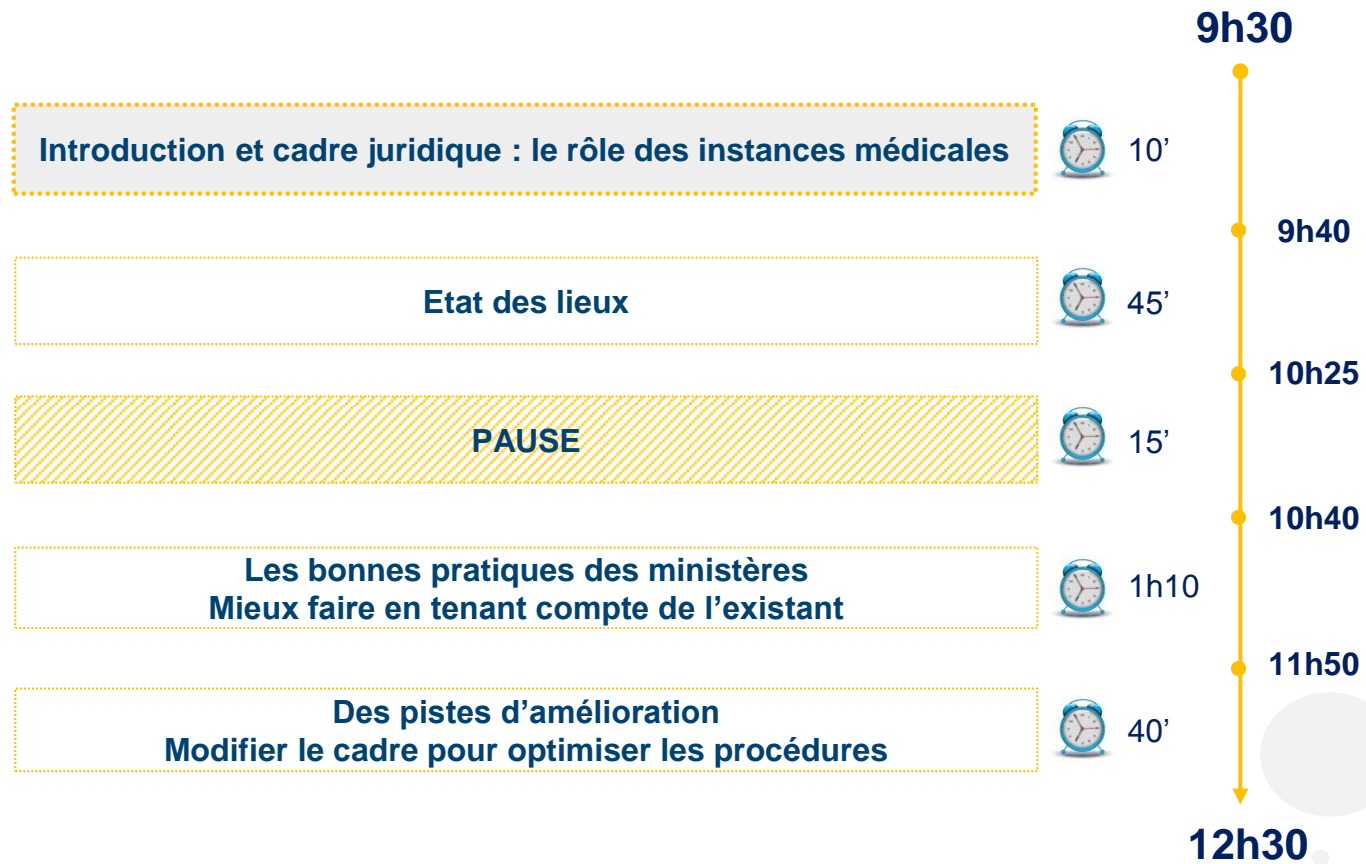 9h30
Introduction et cadre juridique : le rôle des instances médicales
10’
9h40
Etat des lieux
45’
10h25
PAUSE
15’
10h40
Les bonnes pratiques des ministères
Mieux faire en tenant compte de l’existant
1h10
11h50
Des pistes d’amélioration
Modifier le cadre pour optimiser les procédures
40’
12h30